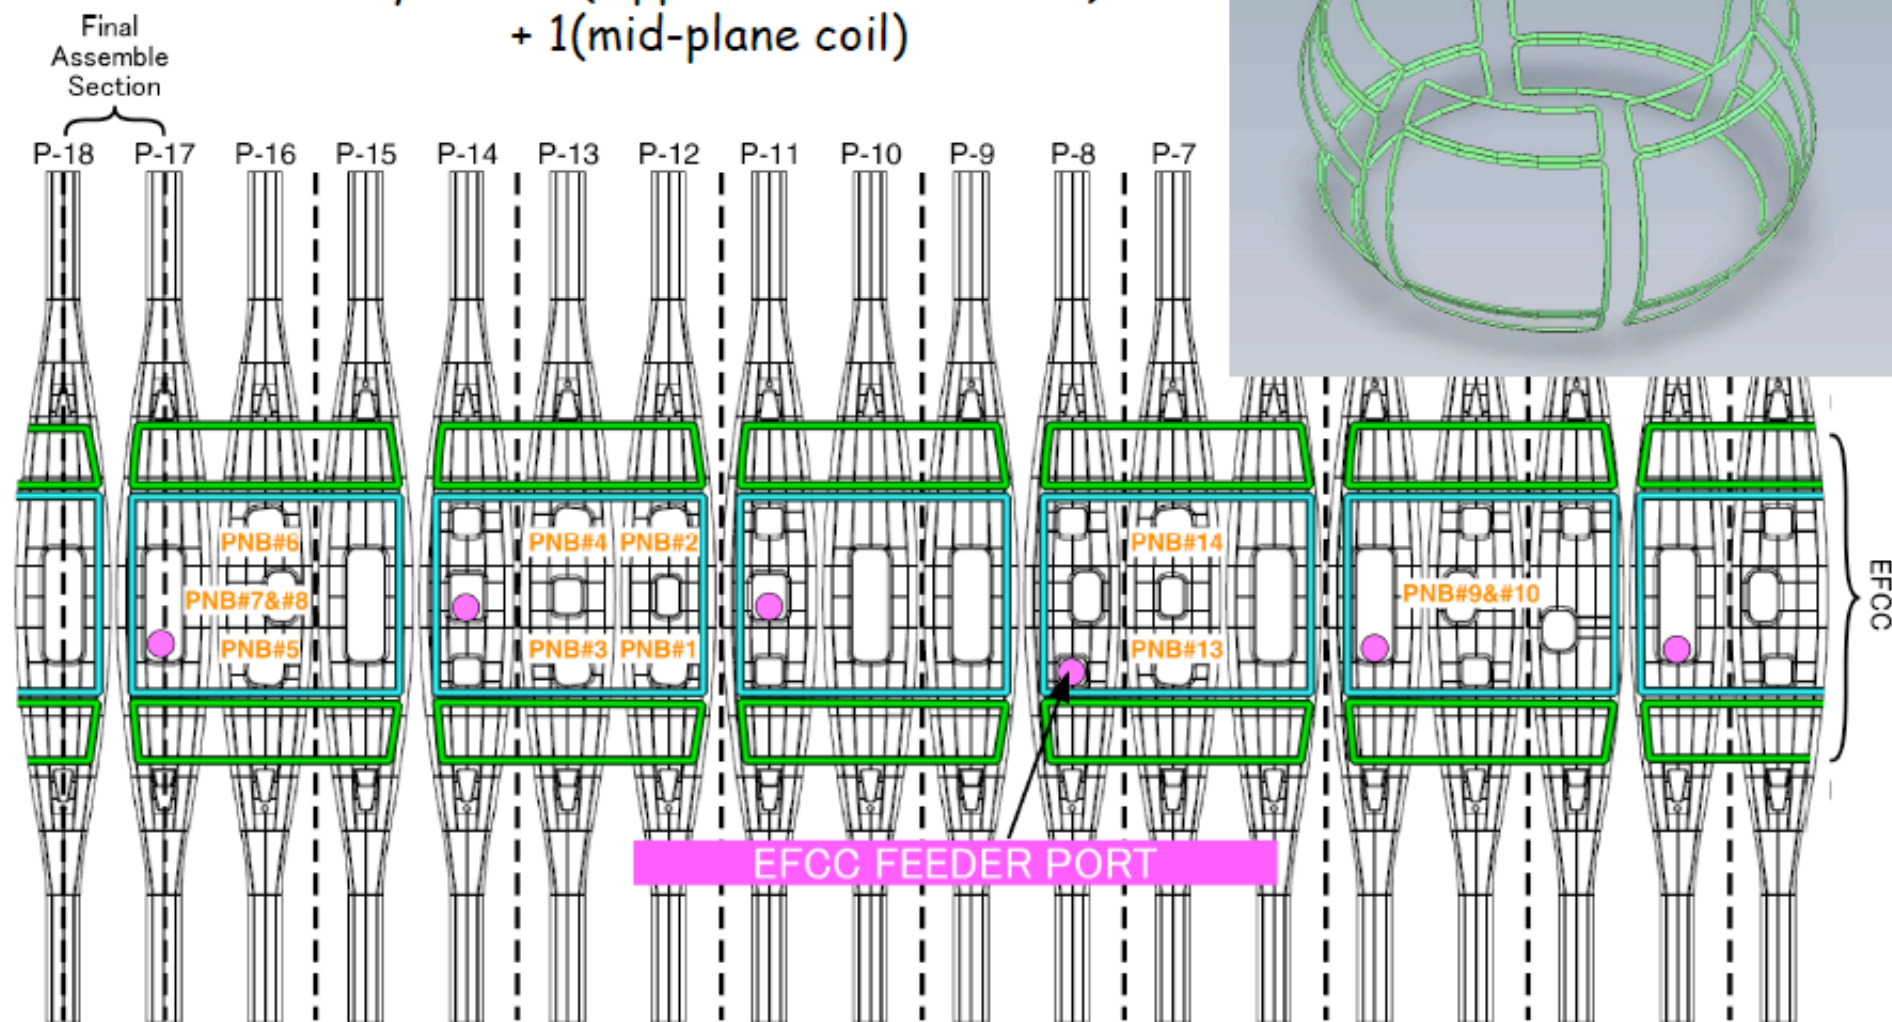 + 1(mid-plane coil)
Final
Assemble
Section
P-18 P-17 P-16 P-15 P-14 P-13 P-12 P-11 P-10 P-9 P-8 P-7
PNB#6 PNB#4 PNB#2 PNB#14
PNB#7&#8 PNB#9&#10
PNB#5 PNB#3 PNB#1 PNB#13
EFCC
EFCC FEEDER PORT